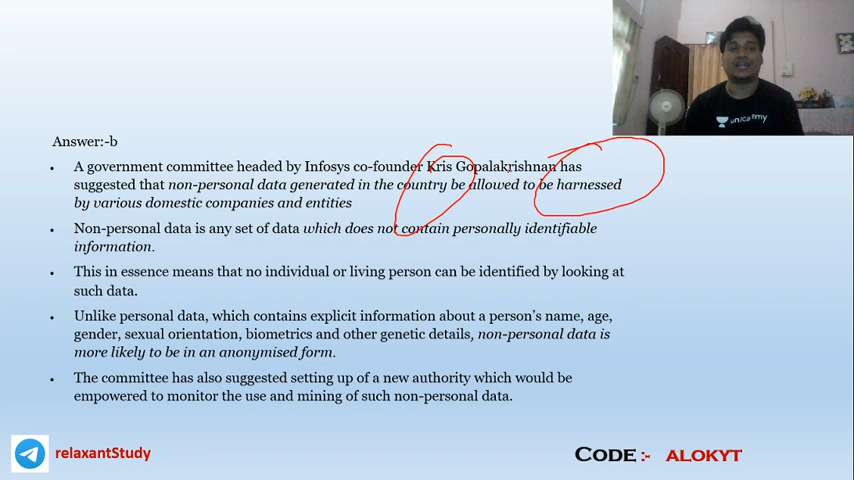 unacademy
Answer:-b
• A government committee headed by Infosys co-founder Kris Gopalakrishnan has
suggested that non-personal data generated in the country be allowed to be harnessed
by various domestic companies and entities
• Non-personal data is any set of data which does not contain personally identifiable
information.
• This in essence means that no individual or living person can be identified by looking at
such data.
• Unlike personal data, which contains explicit information about a person's name, age,
gender, sexual orientation, biometrics and other genetic details, non-personal data is
more likely to be in an anonymised form.
• The committee has also suggested setting up of a new authority which would be
empowered to monitor the use and mining of such non-personal data.
relaxantStudy
CODE :- ALOKYT